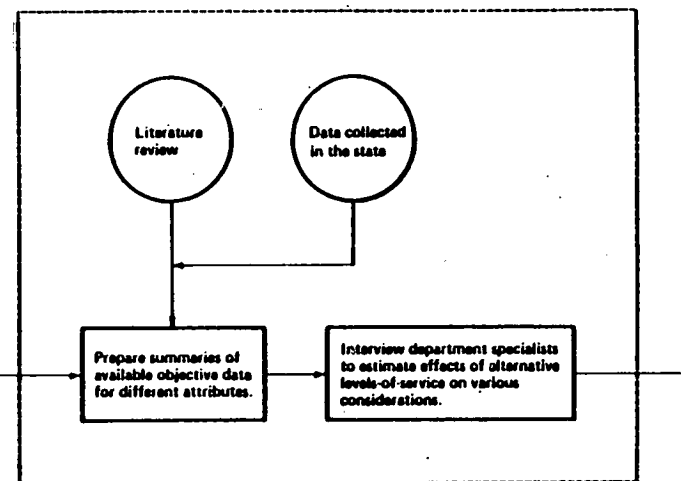 Literature
review
Data collected
in the state
Prepare summaries of
available objective data
for different attributes.
Interview department specialists
to estimate effects of alternative
levels-of-service on various
considerations.